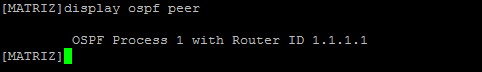 [MATRIZ]display ospf peer
OSPF Process 1 with Router ID 1.1.1.1
[MATRIZ]